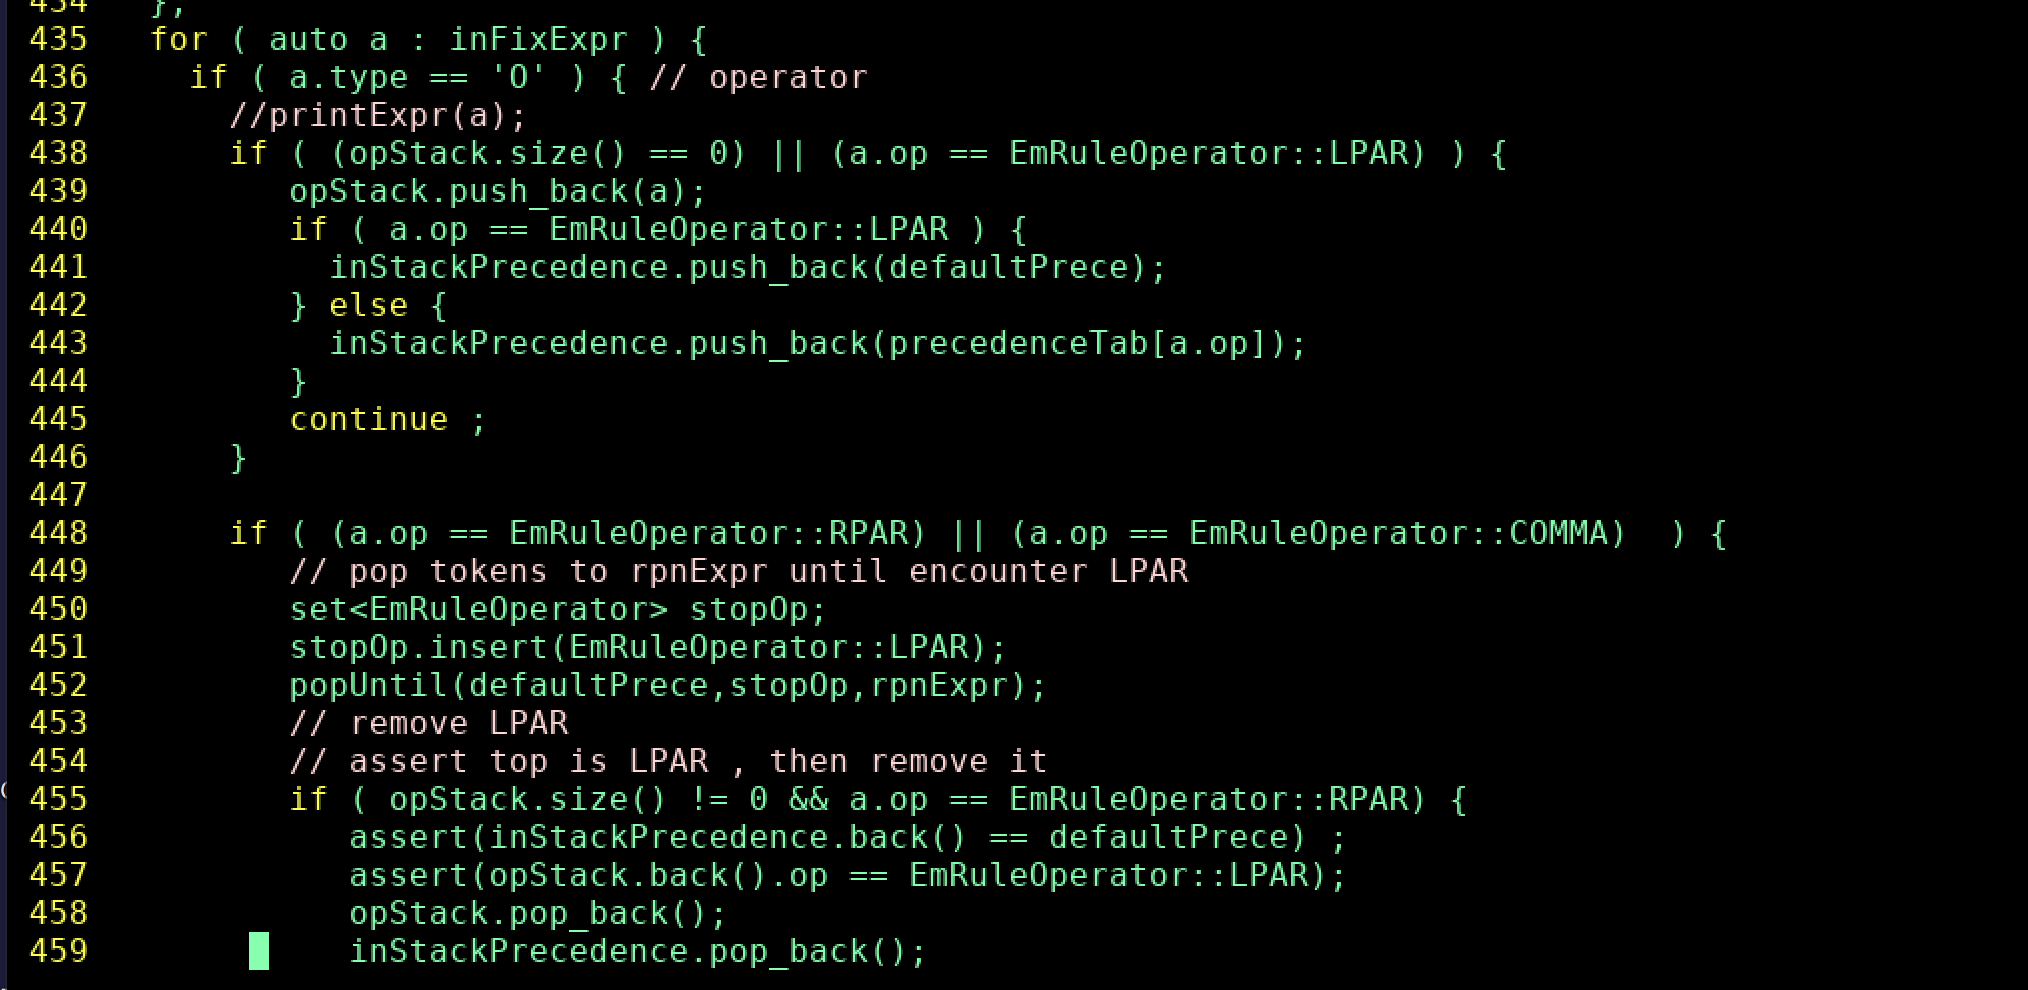 434   };
435   for ( auto a : inFixExpr ) {
436     if ( a.type == 'O' ) { // operator
437       //printExpr(a);
438       if ( (opStack.size() == 0) || (a.op == EmRuleOperator::LPAR) ) {
439          opStack.push_back(a);
440          if ( a.op == EmRuleOperator::LPAR ) {
441            inStackPrecedence.push_back(defaultPrece);
442          } else {
443            inStackPrecedence.push_back(precedenceTab[a.op]);
444          }
445          continue ;
446       }
447
448       if ( (a.op == EmRuleOperator::RPAR) || (a.op == EmRuleOperator::COMMA)  ) {
449          // pop tokens to rpnExpr until encounter LPAR
450          set<EmRuleOperator> stopOp;
451          stopOp.insert(EmRuleOperator::LPAR);
452          popUntil(defaultPrece,stopOp,rpnExpr);
453          // remove LPAR
454          // assert top is LPAR , then remove it
455          if ( opStack.size() != 0 && a.op == EmRuleOperator::RPAR) {
456             assert(inStackPrecedence.back() == defaultPrece) ;
457             assert(opStack.back().op == EmRuleOperator::LPAR);
458             opStack.pop_back();
459             inStackPrecedence.pop_back();